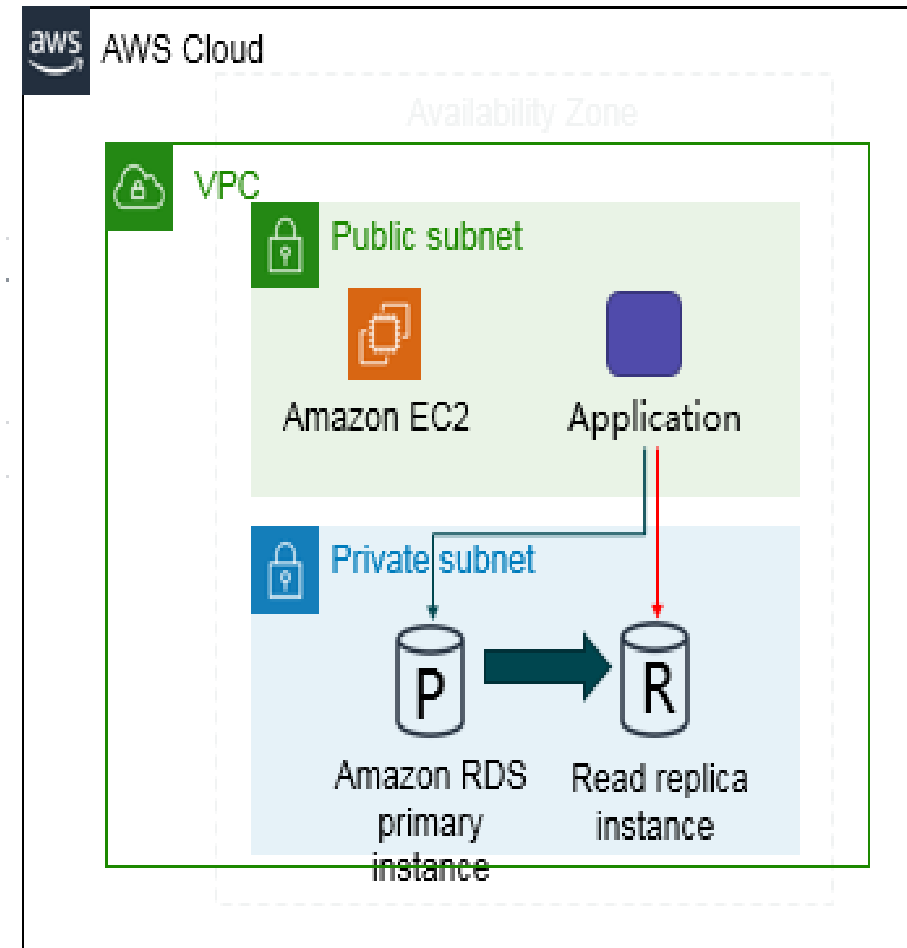 aws
AWS Cloud
Availability Zone
VPC
Public subnet
Amazon EC2
Application
Private subnet
P
R
Amazon RDS
primary
instance
Read replica
instance